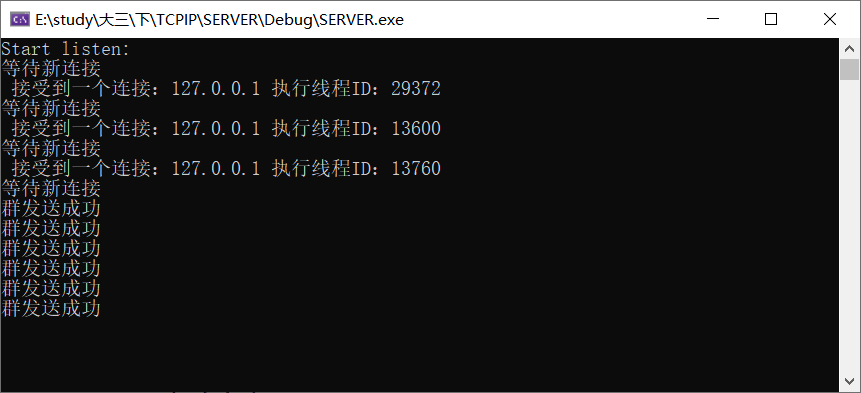 E:\study\大三\下\TCPIP\SERVER\Debug\SERVER.exe
Start listen:
等待新连接
接受到一个连接：127.0.0.1 执行线程ID：29372
等待新连接
接受到一个连接：127.0.0.1 执行线程ID：13600
等待新连接
接受到一个连接：127.0.0.1 执行线程ID：13760
等待新连接
群发送成功
群发送成功
群发送成功
群发送成功
群发送成功
群发送成功